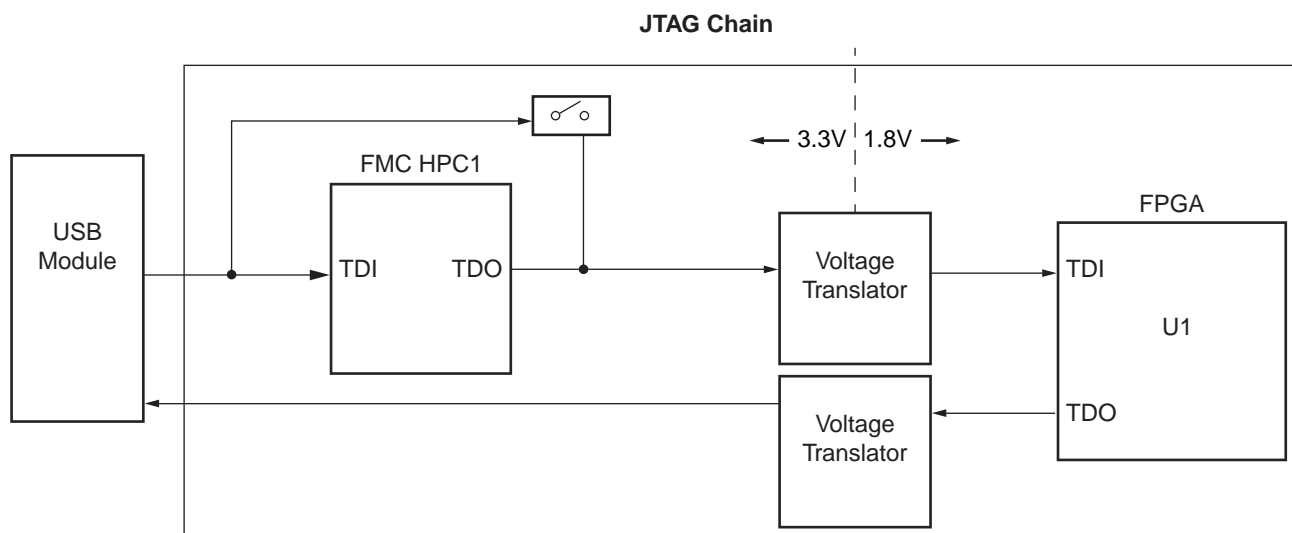 JTAG Chain
3.3V 1.8V
FMC HPC1
FPGA
USB
Module
TDI TDO
Voltage
Translator
TDI
U1
TDO
Voltage
Translator